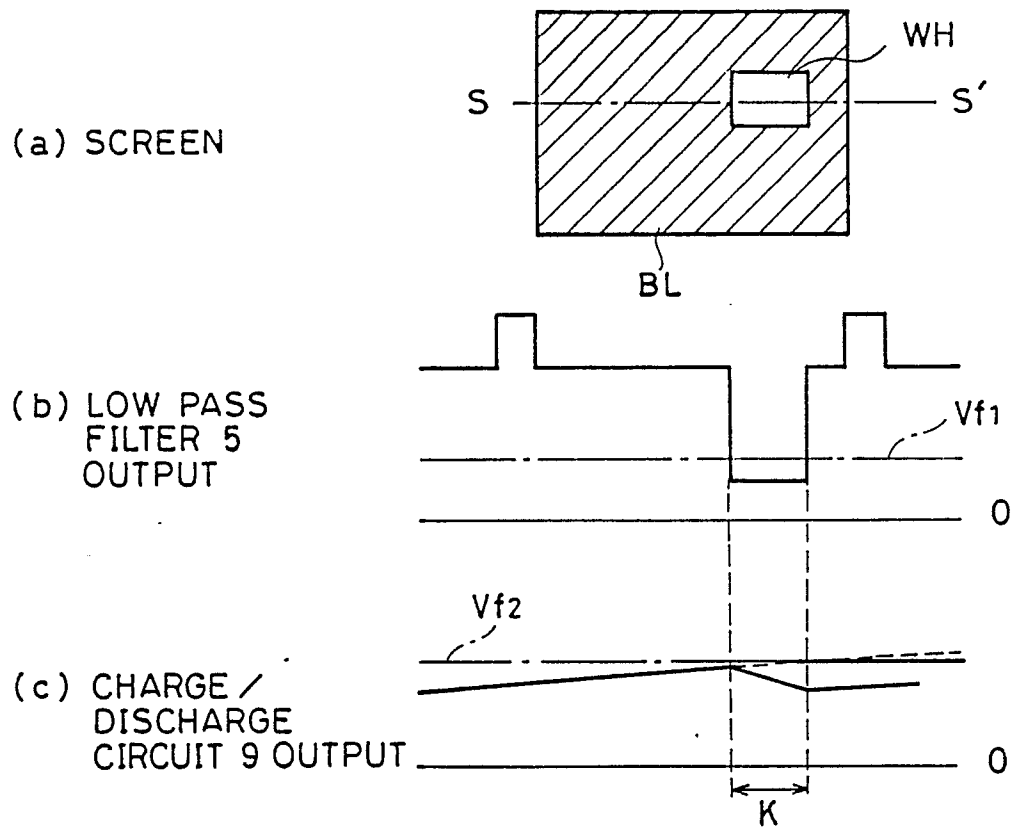 WH
S
S′
(a) SCREEN
BL
(b) LOW PASS
FILTER 5
OUTPUT
Vf1
0
Vf2
(c) CHARGE /
DISCHARGE
CIRCUIT 9 OUTPUT
0
K